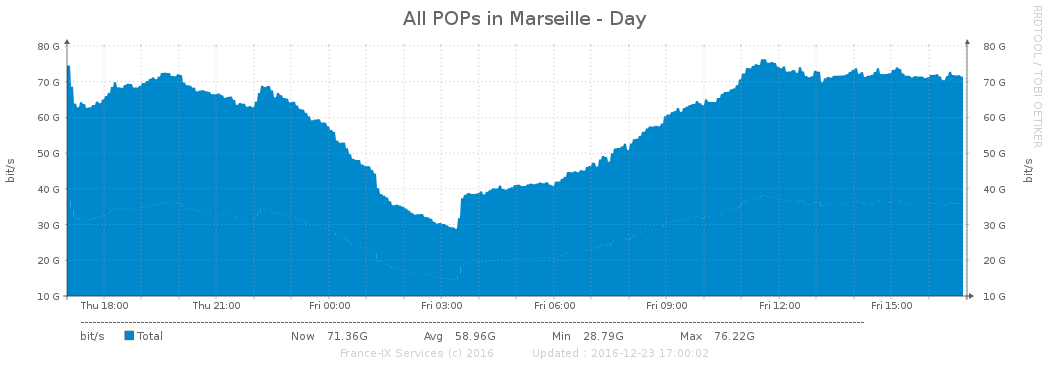 All POPs in Marseille - Day
RRDTOOL / TOBI OETIKER
80 G 80 G
70 G 70 G
60 G 60 G
50 G 50 G
40 G 40 G
30 G 30 G
20 G 20 G
10 G 10 G
bit/s
bit/s
Thu 18:00 Thu 21:00 Fri 00:00 Fri 03:00 Fri 06:00 Fri 09:00 Fri 12:00 Fri 15:00
bit/s Total Now 71.36G Avg 58.96G Min 28.79G Max 76.22G
France-IX Services (c) 2016 Updated : 2016-12-23 17:00:02